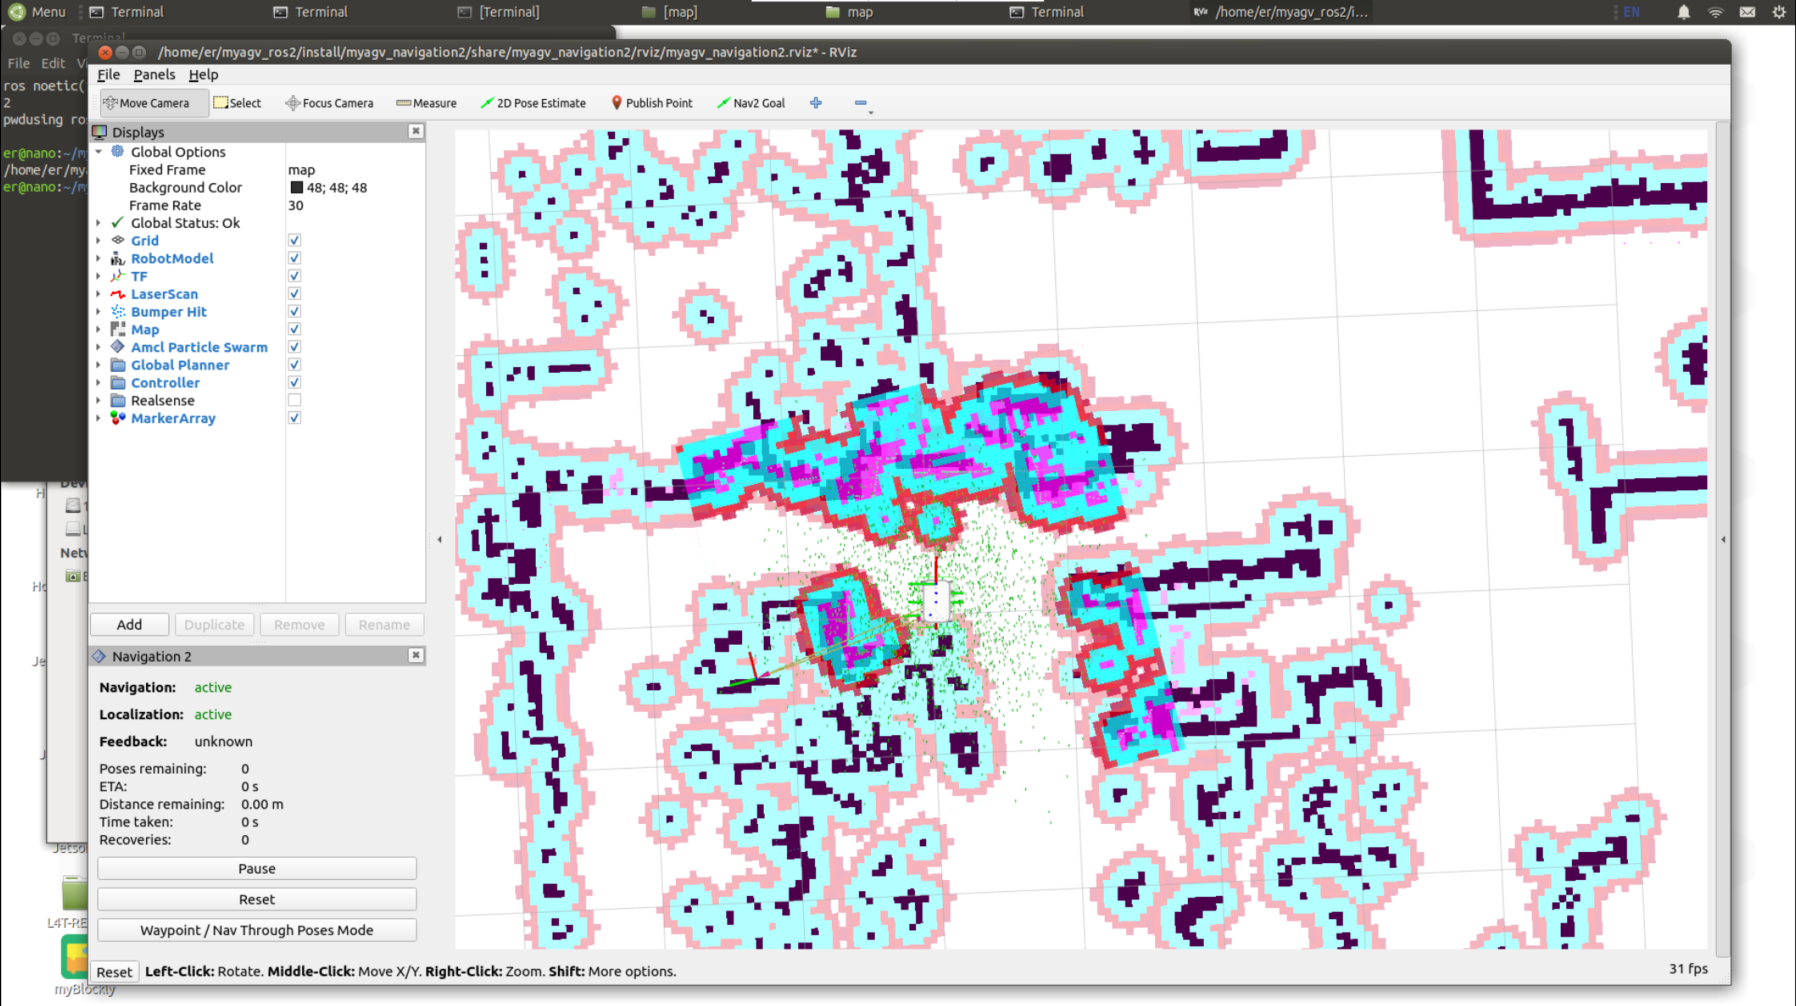 Menu
Terminal
Terminal
[Terminal]
[map]
map
Terminal
/home/er/myagv_ros2/i...
EN
Terminal
/home/er/myagv_ros2/install/myagv_navigation2/share/myagv_navigation2/rviz/myagv_navigation2.rviz* - RViz
File Edit
File Panels Help
ros noetic(
2
pwdusing ro
er@nano:~/m
/home/er/my
er@nano:~/m
Move Camera
Select
Focus Camera
Measure
2D Pose Estimate
Publish Point
Nav2 Goal
Displays
Global Options
Fixed Frame map
Background Color 48; 48; 48
Frame Rate 30
Global Status: Ok
Grid
RobotModel
TF
LaserScan
Bumper Hit
Map
Amcl Particle Swarm
Global Planner
Controller
Realsense
MarkerArray
Netw
Add
Duplicate
Remove
Rename
Navigation 2
Navigation: active
Localization: active
Feedback: unknown
Poses remaining: 0
ETA: 0 s
Distance remaining: 0.00 m
Time taken: 0 s
Recoveries: 0
Pause
Reset
Waypoint / Nav Through Poses Mode
Jetso
L4T-RE
myBlockly
Reset
Left-Click: Rotate. Middle-Click: Move X/Y. Right-Click: Zoom. Shift: More options.
31 fps